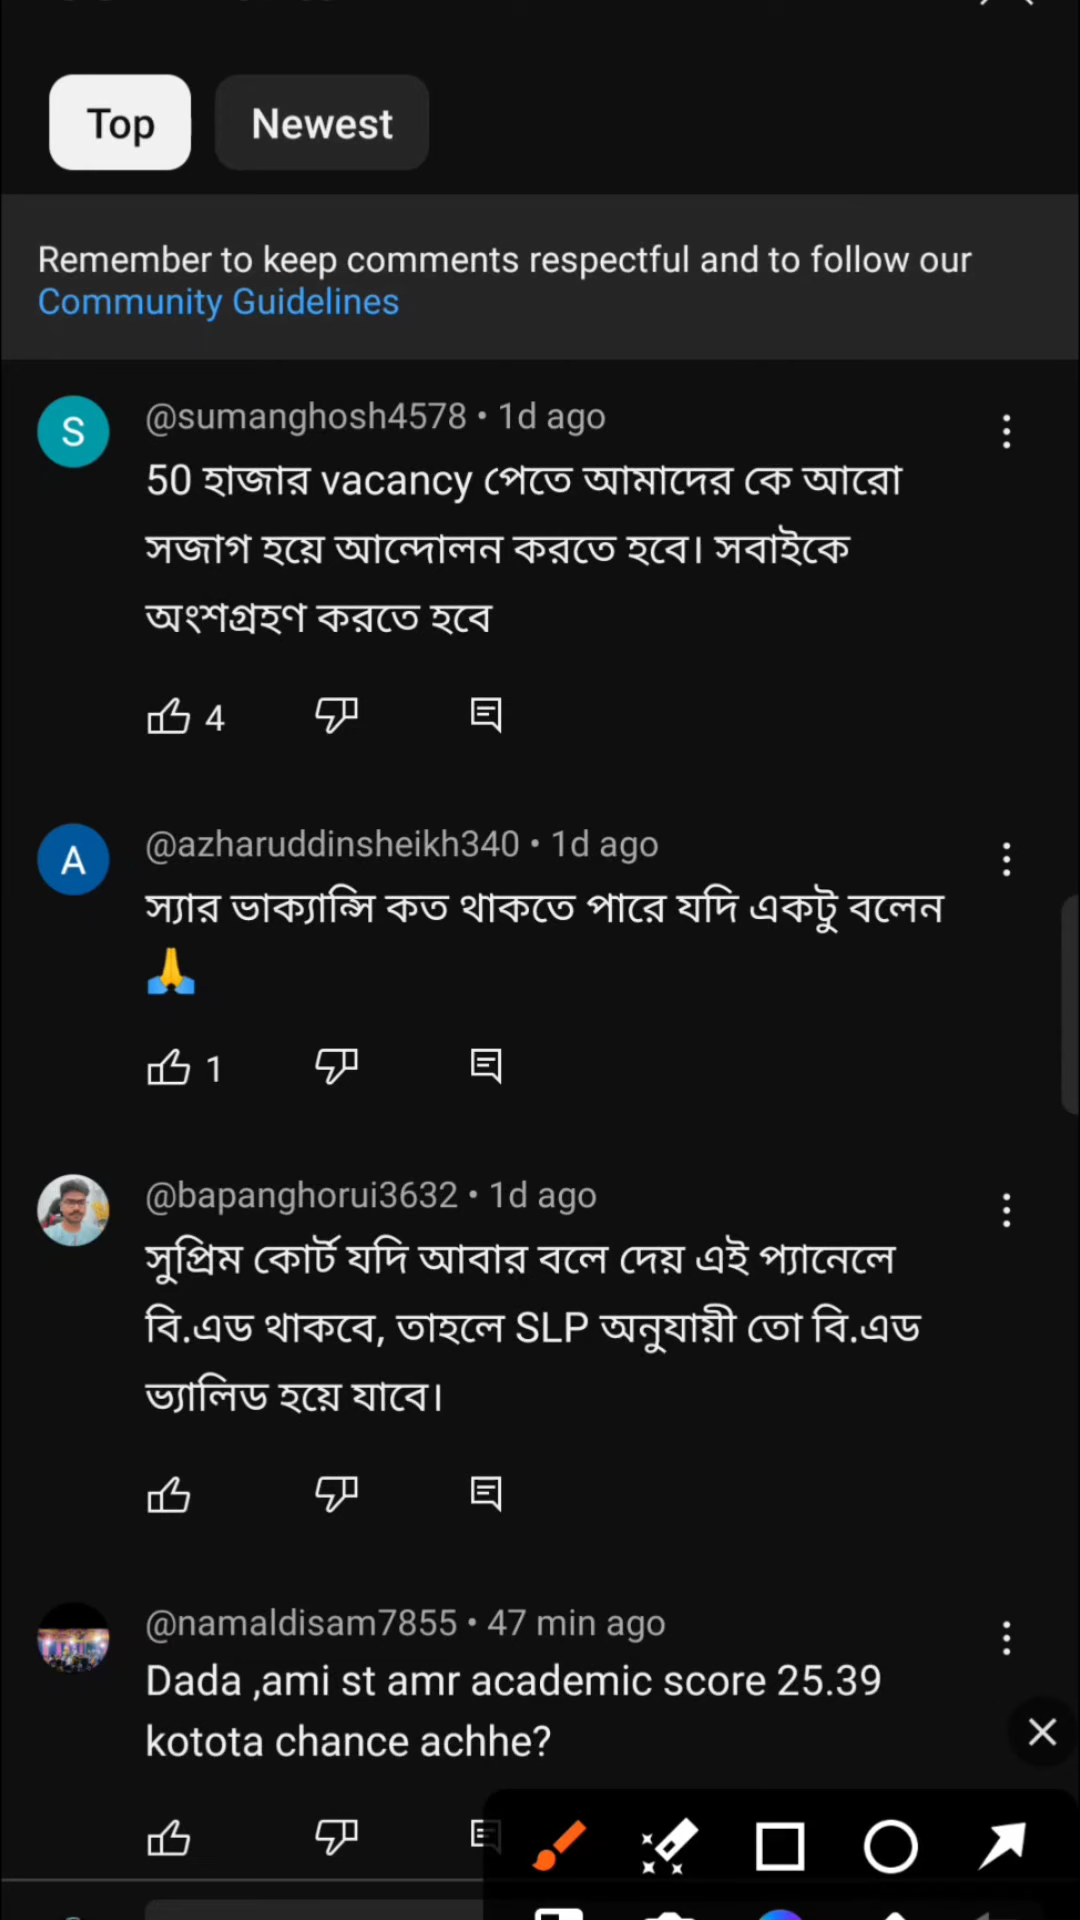 Top
Newest
Remember to keep comments respectful and to follow our
Community Guidelines
S
@sumanghosh4578 • 1d ago
50 হাজার vacancy পেতে আমাদের কে আরো
সজাগ হয়ে আন্দোলন করতে হবে। সবাইকে
অংশগ্রহণ করতে হবে
4
A
@azharuddinsheikh340 • 1d ago
স্যার ভাক্যান্সি কত থাকতে পারে যদি একটু বলেন
🙏
1
@bapanghorui3632 • 1d ago
সুপ্রিম কোর্ট যদি আবার বলে দেয় এই প্যানেলে
বি.এড থাকবে, তাহলে SLP অনুযায়ী তো বি.এড
ভ্যালিড হয়ে যাবে।
@namaldisam7855 • 47 min ago
Dada ,ami st amr academic score 25.39
kotota chance achhe?